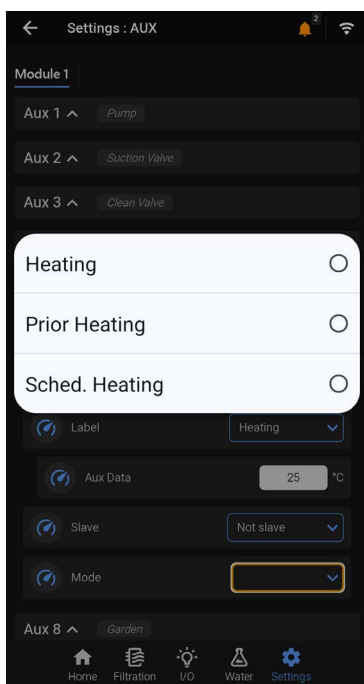 Settings : AUX
2
Module 1
Aux 1 Pump
Aux 2 Suction Valve
Aux 3 Clean Valve
Heating
Prior Heating
Sched. Heating
Label Heating
Aux Data 25 °C
Slave Not slave
Mode
Aux 8 Garden
Home Filtration I/O Water Settings